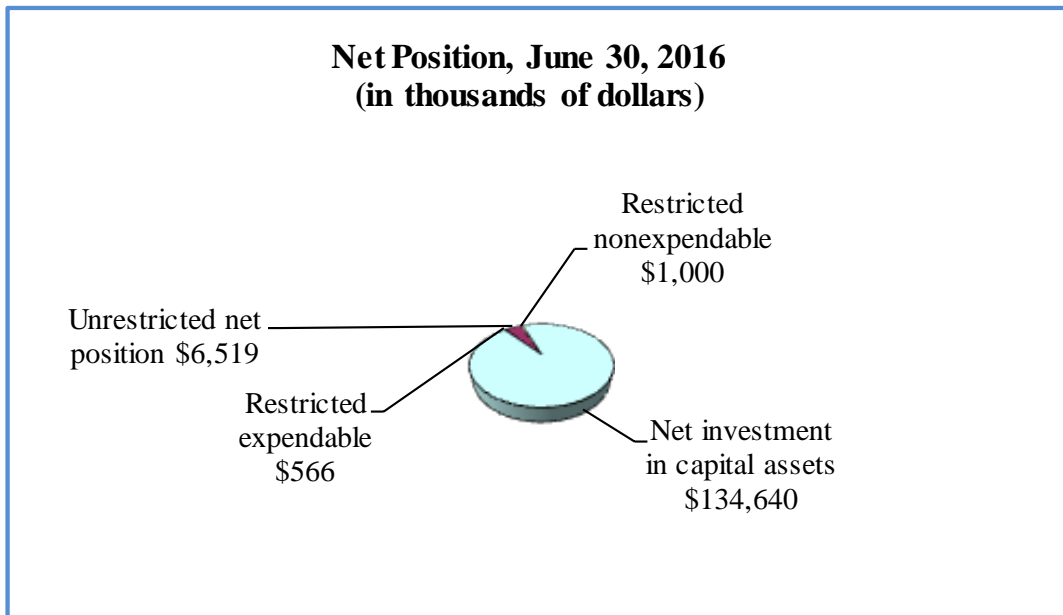 Net Position, June 30, 2016
(in thousands of dollars)
Restricted
nonexpendable
$1,000
Unrestricted net
position $6,519
Restricted
expendable
$566
Net investment
in capital assets
$134,640